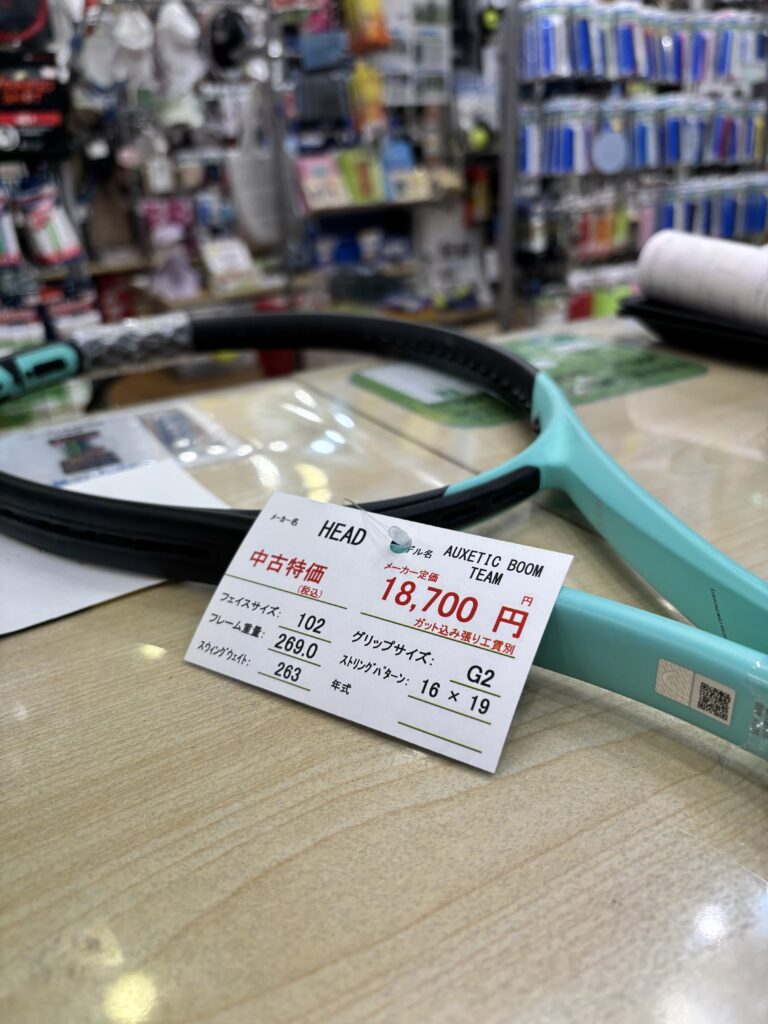 メーカー名 HEAD
デル名 AUXETIC BOOM
TEAM
中古特価
(税込)
メーカー定価 円
18,700 円
ガット込み張り工賃別
フェイスサイズ: 102
フレーム重量: 269.0
スウィングウェイト: 263
グリップサイズ: G2
ストリングパターン: 16 × 19
年式